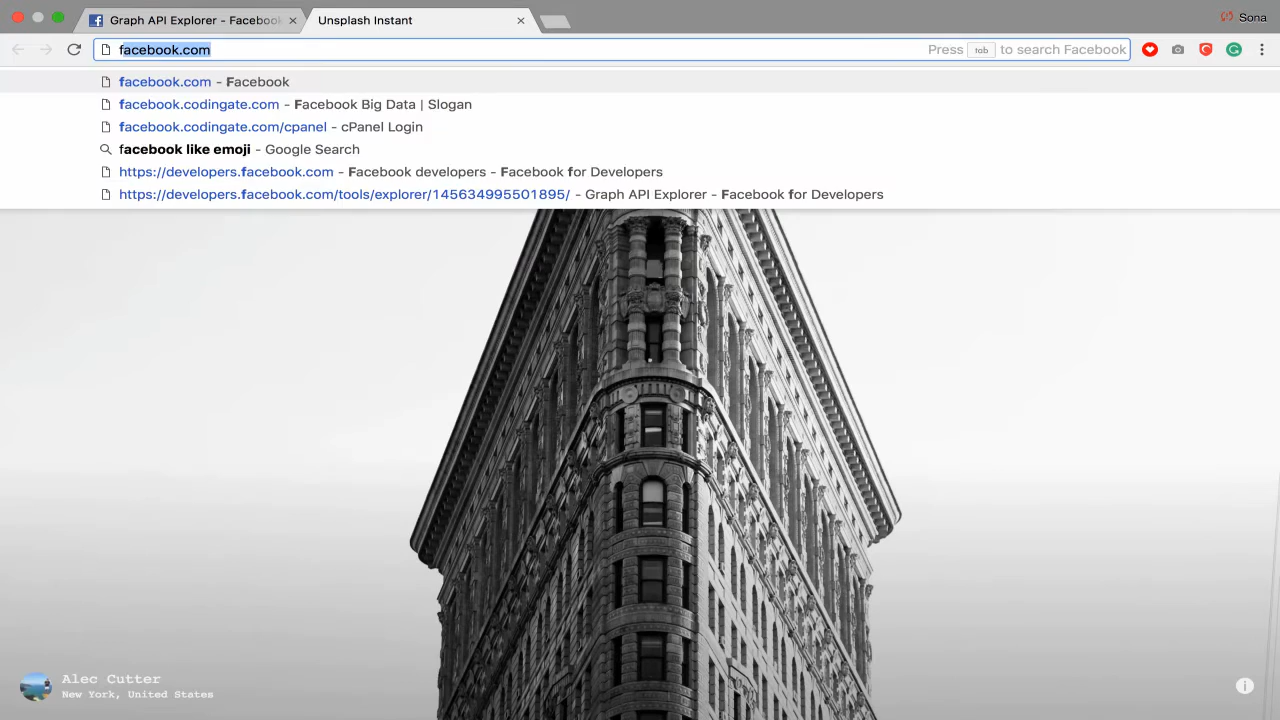 Graph API Explorer - Facebook
Unsplash Instant
Sona
facebook.com
Press tab to search Facebook
facebook.com - Facebook
facebook.codingate.com - Facebook Big Data | Slogan
facebook.codingate.com/cpanel - cPanel Login
facebook like emoji - Google Search
https://developers.facebook.com - Facebook developers - Facebook for Developers
https://developers.facebook.com/tools/explorer/145634995501895/ - Graph API Explorer - Facebook for Developers
Alec Cutter
New York, United States